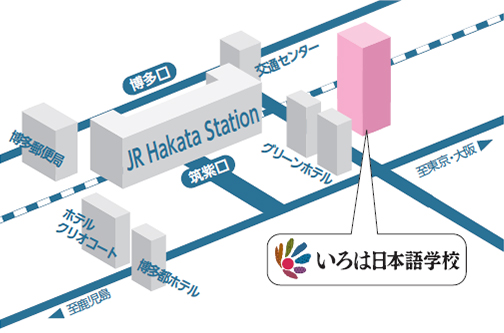 博多口
交通センター
博多郵便局
JR Hakata Station
グリーンホテル
筑紫口
至東京・大阪
ホテル
クリオコート
博多都ホテル
いろは日本語学校
至鹿児島